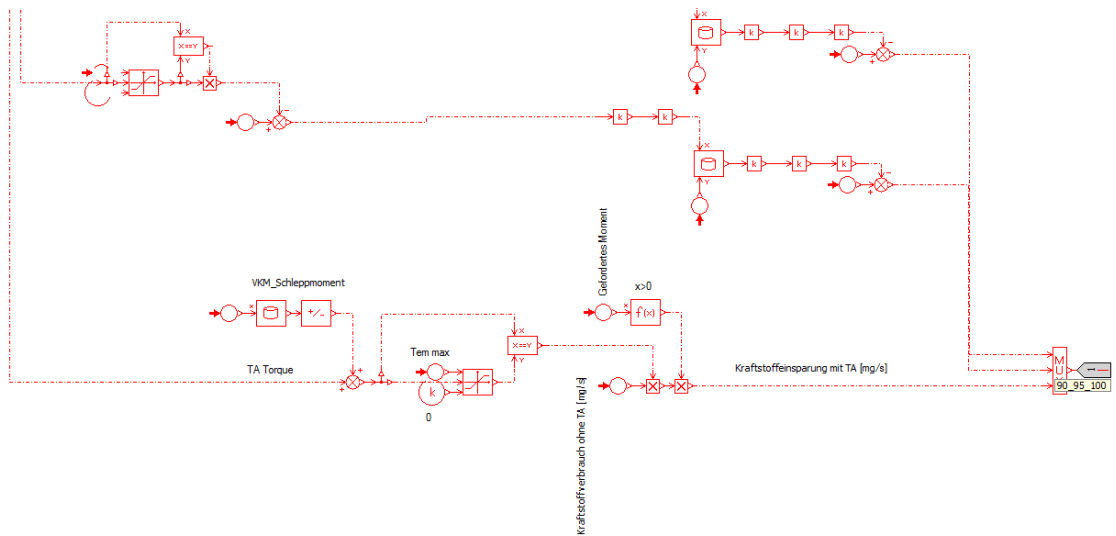 X
X==Y
Y
X
k
k
k
Y
-
+
-
+
k
k
X
k
k
k
Y
-
+
Gefordertes Moment
VKM_Schleppmoment
x>0
x
+/-
x
f(x)
+
X
X==Y
Y
Tem max
TA Torque
+
k
0
Kraftstoffverbrauch ohne TA [mg/s]
Kraftstoffeinsparung mit TA [mg/s]
M
U
90_95_100